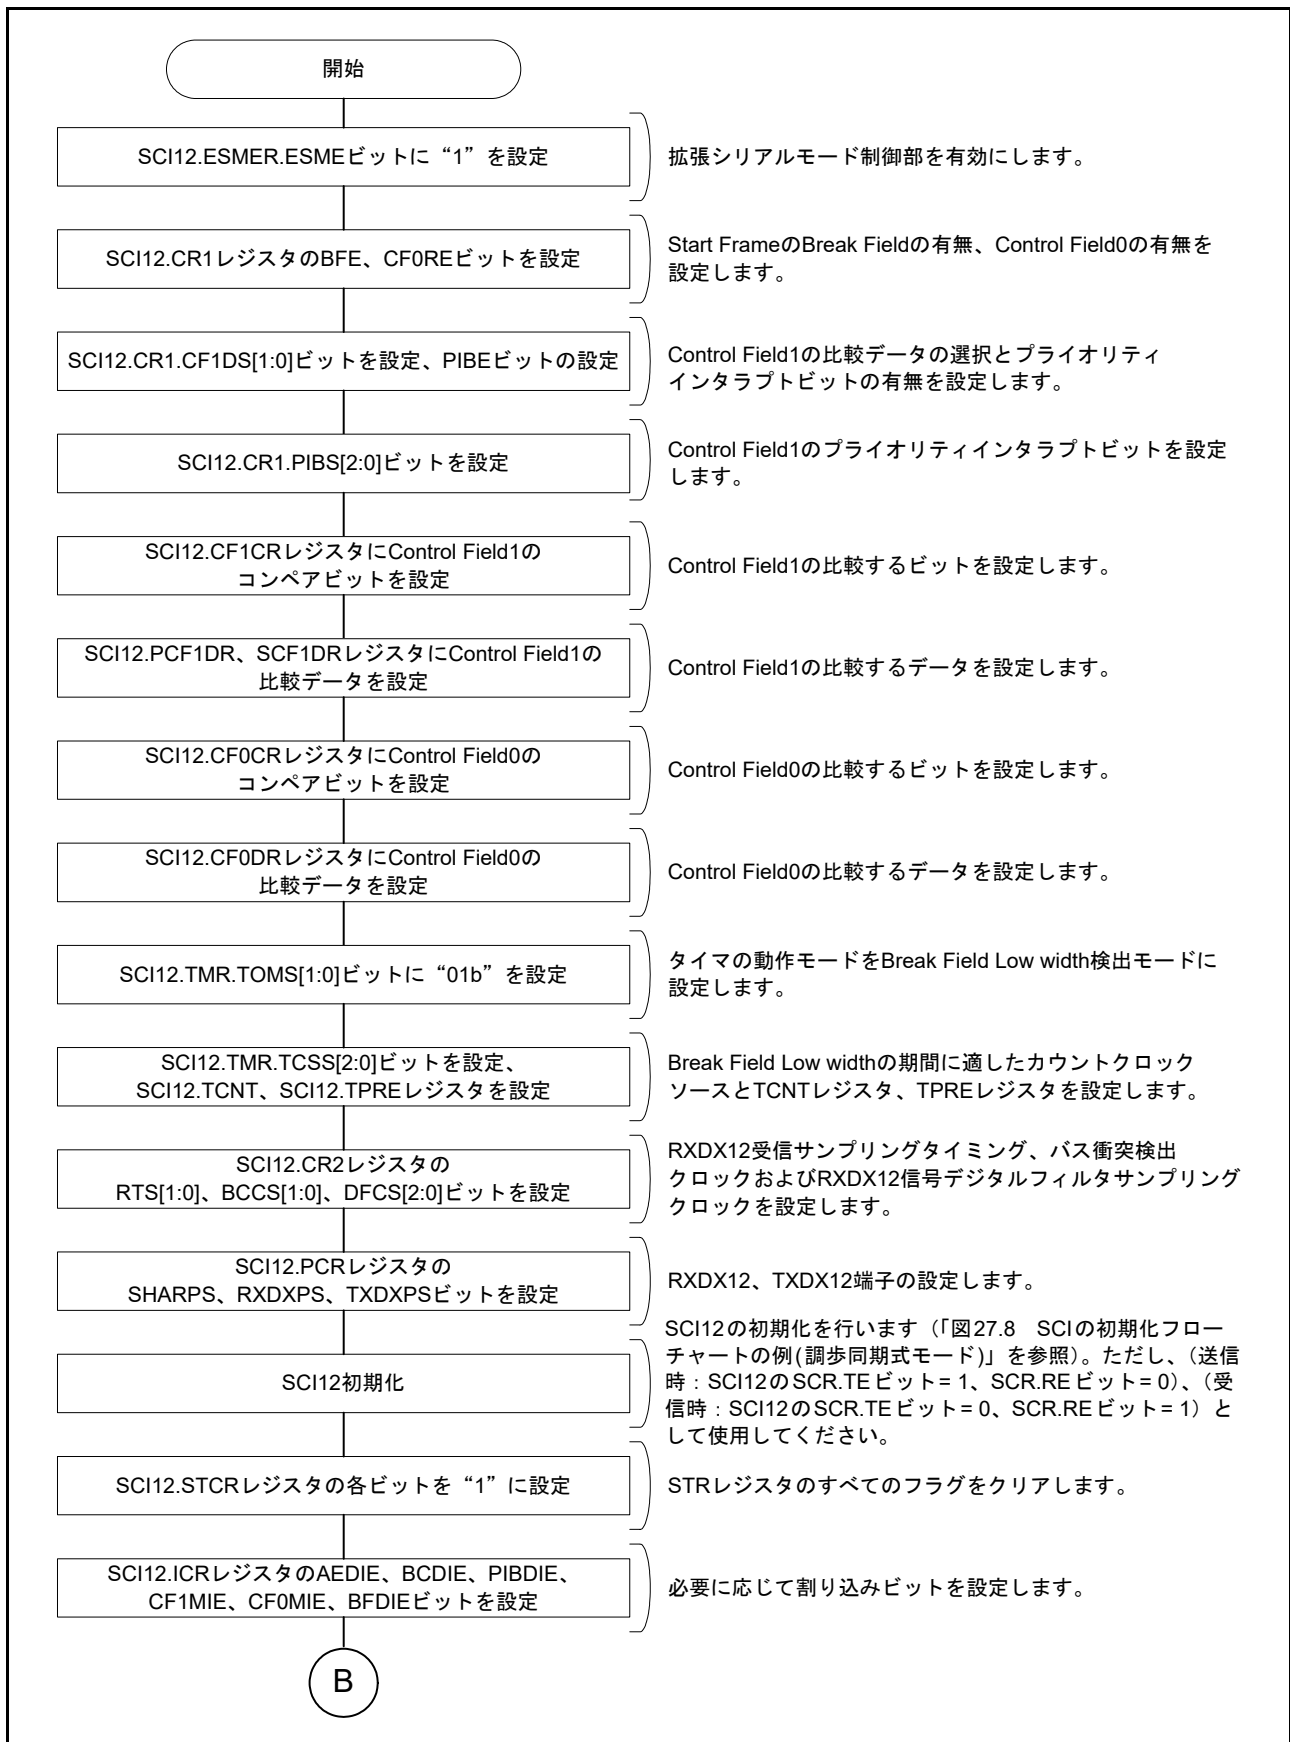 開始
SCI12.ESMER.ESMEビットに“1”を設定
拡張シリアルモード制御部を有効にします。
SCI12.CR1レジスタのBFE、CF0REビットを設定
Start FrameのBreak Fieldの有無、Control Field0の有無を
設定します。
SCI12.CR1.CF1DS[1:0]ビットを設定、PIBEビットの設定
Control Field1の比較データの選択とプライオリティ
インタラプトビットの有無を設定します。
SCI12.CR1.PIBS[2:0]ビットを設定
Control Field1のプライオリティインタラプトビットを設定
します。
SCI12.CF1CRレジスタにControl Field1の
コンペアビットを設定
Control Field1の比較するビットを設定します。
SCI12.PCF1DR、SCF1DRレジスタにControl Field1の
比較データを設定
Control Field1の比較するデータを設定します。
SCI12.CF0CRレジスタにControl Field0の
コンペアビットを設定
Control Field0の比較するビットを設定します。
SCI12.CF0DRレジスタにControl Field0の
比較データを設定
Control Field0の比較するデータを設定します。
SCI12.TMR.TOMS[1:0]ビットに“01b”を設定
タイマの動作モードをBreak Field Low width検出モードに
設定します。
SCI12.TMR.TCSS[2:0]ビットを設定、
SCI12.TCNT、SCI12.TPREレジスタを設定
Break Field Low widthの期間に適したカウントクロック
ソースとTCNTレジスタ、TPREレジスタを設定します。
SCI12.CR2レジスタの
RTS[1:0]、BCCS[1:0]、DFCS[2:0]ビットを設定
RXDX12受信サンプリングタイミング、バス衝突検出
クロックおよびRXDX12信号デジタルフィルタサンプリング
クロックを設定します。
SCI12.PCRレジスタの
SHARPS、RXDXPS、TXDXPSビットを設定
RXDX12、TXDX12端子の設定します。
SCI12初期化
SCI12の初期化を行います（「図27.8　SCIの初期化フロー
チャートの例(調歩同期式モード)」を参照）。ただし、（送信
時：SCI12のSCR.TEビット= 1、SCR.REビット= 0）、（受
信時：SCI12のSCR.TEビット= 0、SCR.REビット= 1）と
して使用してください。
SCI12.STCRレジスタの各ビットを“1”に設定
STRレジスタのすべてのフラグをクリアします。
SCI12.ICRレジスタのAEDIE、BCDIE、PIBDIE、
CF1MIE、CF0MIE、BFDIEビットを設定
必要に応じて割り込みビットを設定します。
B